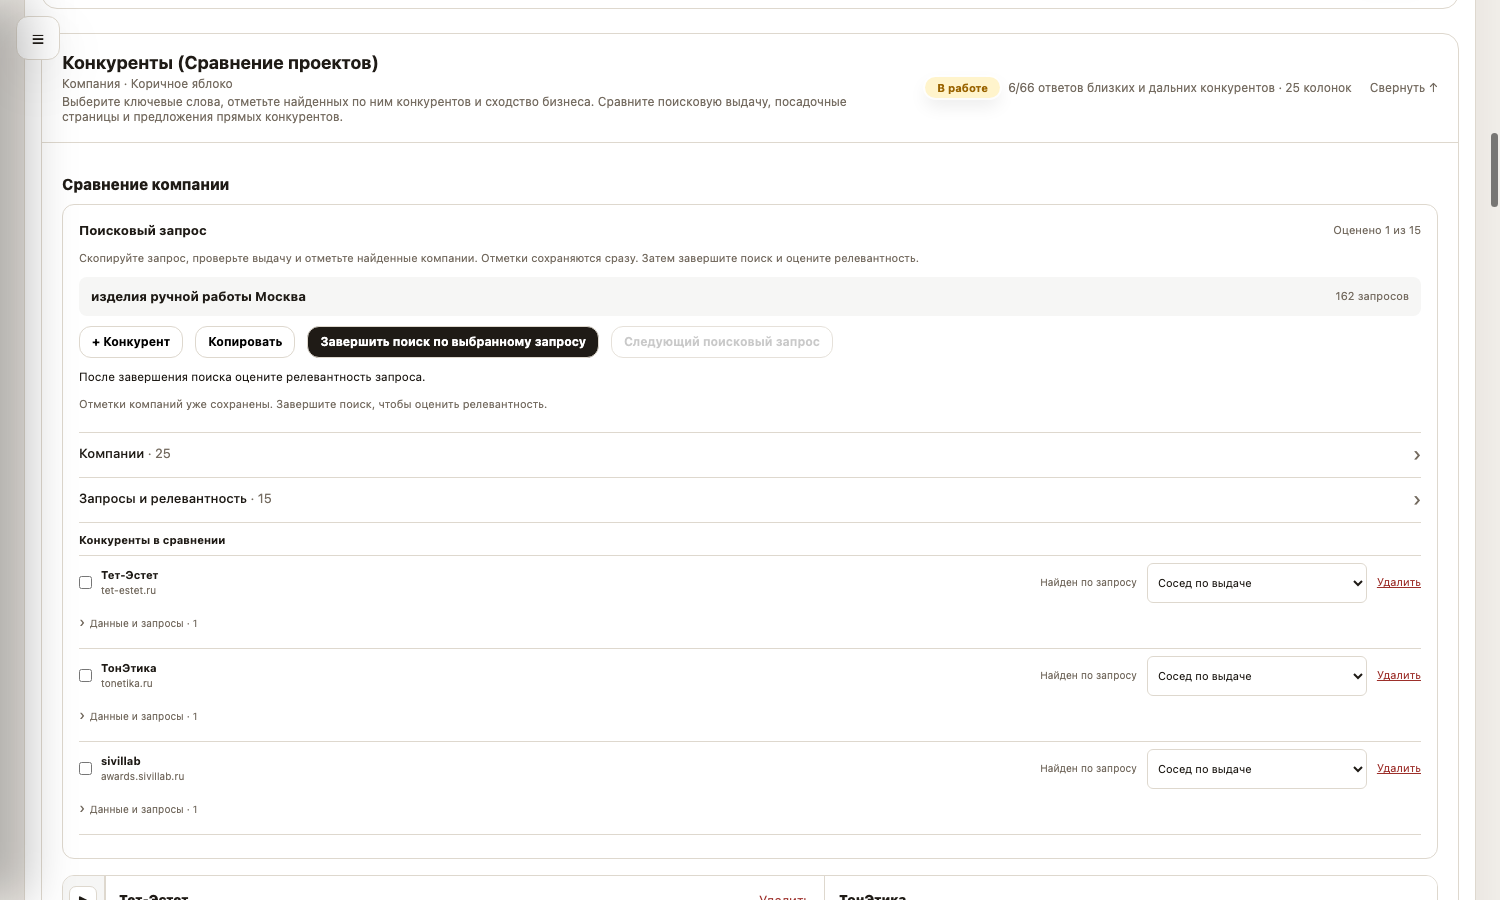 Конкуренты (Сравнение проектов)
Компания · Коричное яблоко
Выберите ключевые слова, отметьте найденных по ним конкурентов и сходство бизнеса. Сравните поисковую выдачу, посадочные
страницы и предложения прямых конкурентов.
В работе 6/66 ответов близких и дальних конкурентов · 25 колонок Свернуть ↑
Сравнение компании
Поисковый запрос Оценено 1 из 15
Скопируйте запрос, проверьте выдачу и отметьте найденные компании. Отметки сохраняются сразу. Затем завершите поиск и оцените релевантность.
изделия ручной работы Москва 162 запросов
+ Конкурент Копировать Завершить поиск по выбранному запросу Следующий поисковый запрос
После завершения поиска оцените релевантность запроса.
Отметки компаний уже сохранены. Завершите поиск, чтобы оценить релевантность.
Компании · 25
Запросы и релевантность · 15
Конкуренты в сравнении
Тет-Эстет
tet-estet.ru
Найден по запросу Сосед по выдаче Удалить
Данные и запросы · 1
ТонЭтика
tonetika.ru
Найден по запросу Сосед по выдаче Удалить
Данные и запросы · 1
sivillab
awards.sivillab.ru
Найден по запросу Сосед по выдаче Удалить
Данные и запросы · 1
Тет-Эстет Удалить ТонЭтика